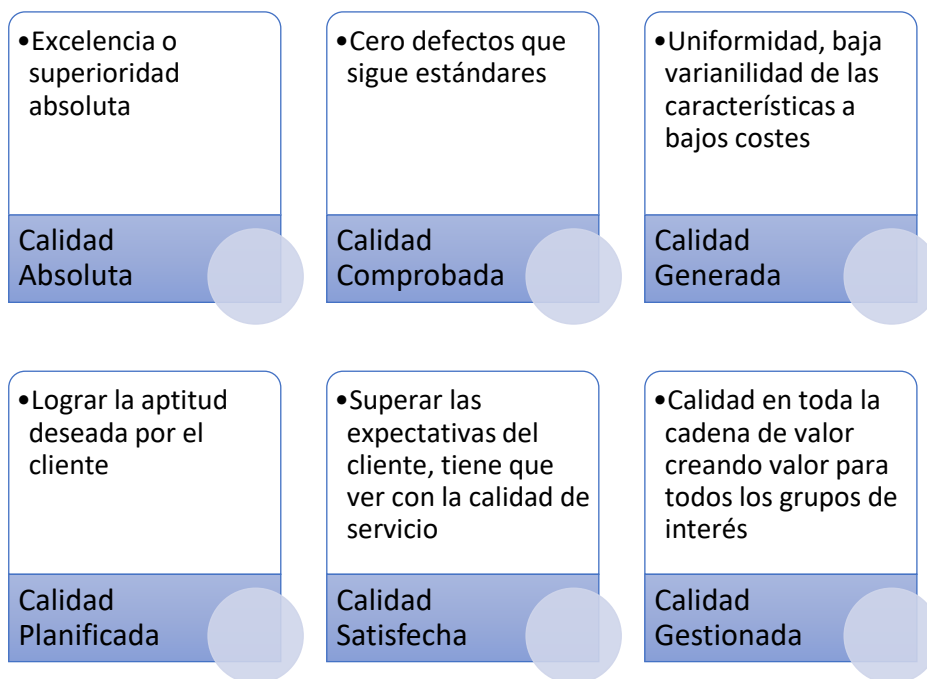 •Excelencia o
superioridad
absoluta
Calidad
Absoluta
•Cero defectos que
sigue estándares
Calidad
Comprobada
•Uniformidad, baja
varianilidad de las
características a
bajos costes
Calidad
Generada
•Lograr la aptitud
deseada por el
cliente
Calidad
Planificada
•Superar las
expectativas del
cliente, tiene que
ver con la calidad de
servicio
Calidad
Satisfecha
•Calidad en toda la
cadena de valor
creando valor para
todos los grupos de
interés
Calidad
Gestionada